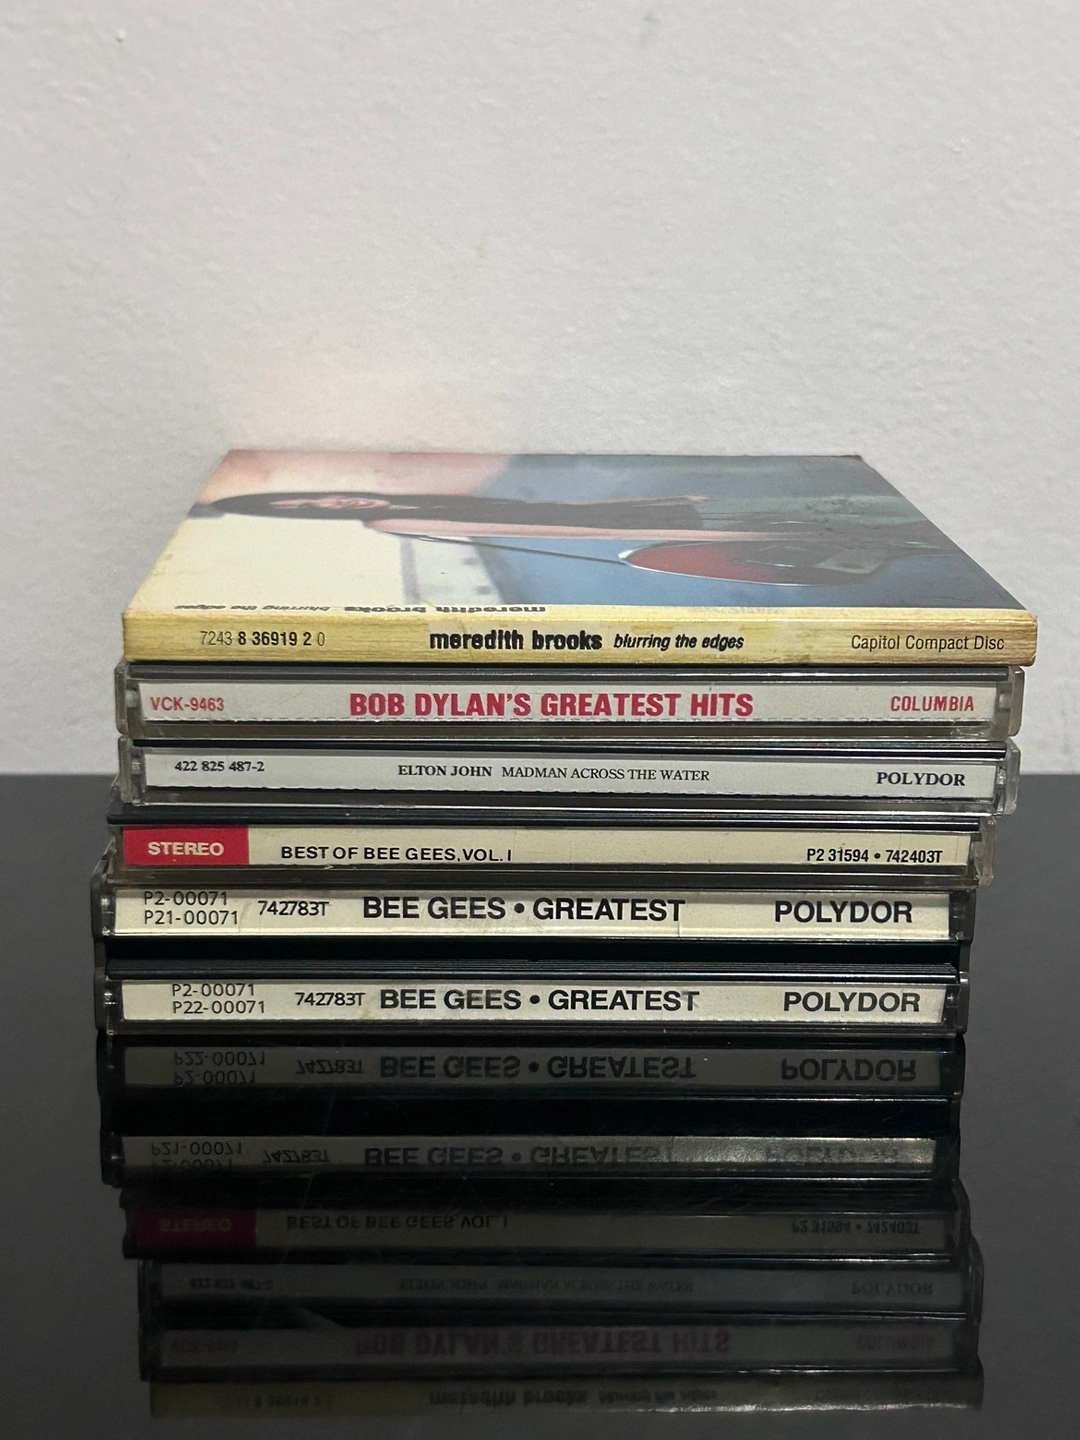 meredith brooks blurring the edges
7243 8 36919 2 0 meredith brooks blurring the edges Capitol Compact Disc
VCK-9463 BOB DYLAN'S GREATEST HITS COLUMBIA
422 825 487-2 ELTON JOHN MADMAN ACROSS THE WATER POLYDOR
STEREO BEST OF BEE GEES, VOL. 1 P2 31594 • 742403T
P2-00071
P21-00071 742783T BEE GEES • GREATEST POLYDOR
P2-00071
P22-00071 742783T BEE GEES • GREATEST POLYDOR